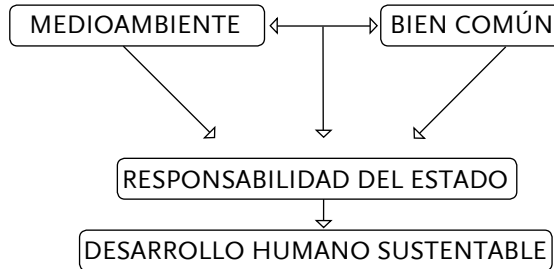 MEDIOAMBIENTE
BIEN COMÚN
RESPONSABILIDAD DEL ESTADO
DESARROLLO HUMANO SUSTENTABLE